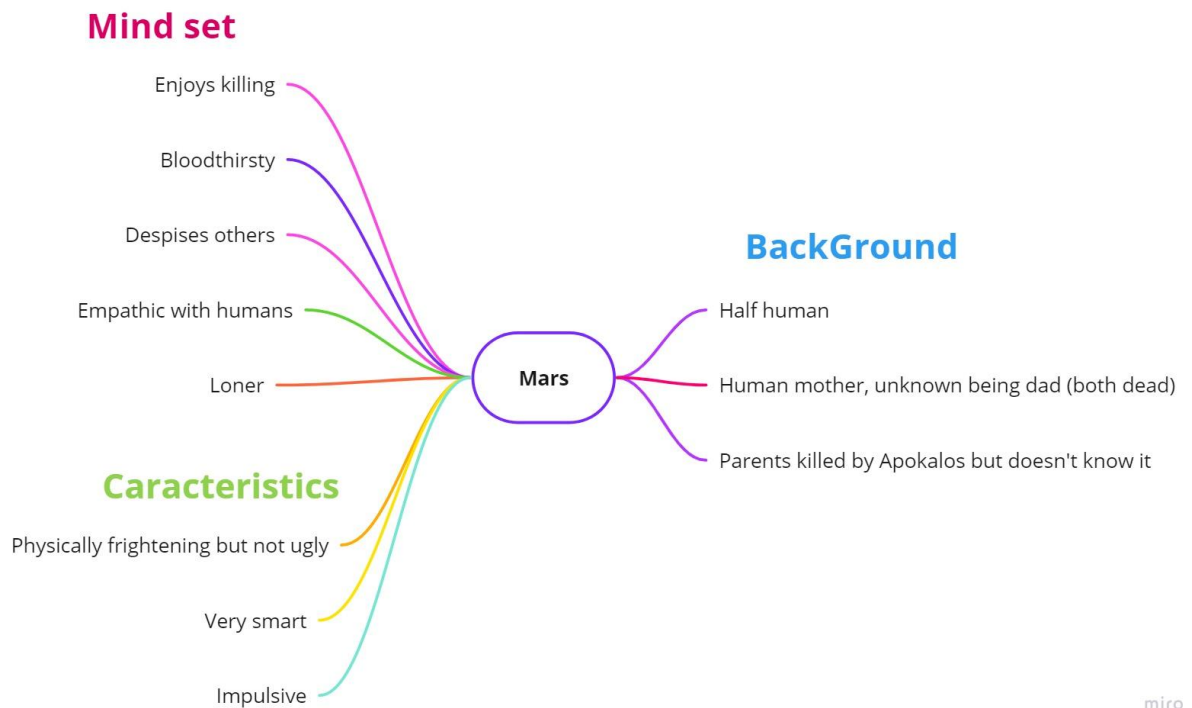 Mind set
Enjoys killing
Bloodthirsty
Despises others
Empathic with humans
Loner
Caracteristics
Physically frightening but not ugly
Very smart
Impulsive
Mars
BackGround
Half human
Human mother, unknown being dad (both dead)
Parents killed by Apokalos but doesn't know it
miro